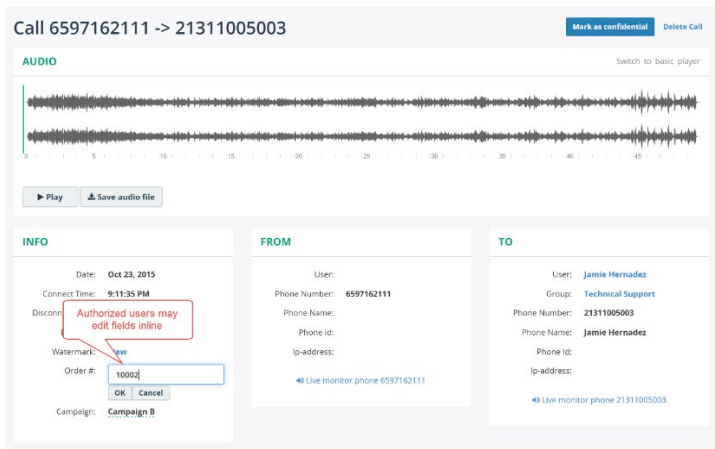 Call 6597162111 -> 21311005003
Mark as confidential
Delete Call
AUDIO
Switch to basic player
0 5 10 15 20 25 30 35 40 45
Play
Save audio file
INFO
Date: Oct 23, 2015
Connect Time: 9:11:35 PM
Authorized users may
edit fields inline
Watermark:
Order #: 10002
OK Cancel
Campaign: Campaign B
FROM
User:
Phone Number: 6597162111
Phone Name:
Phone Id:
Ip-address:
Live monitor phone 6597162111
TO
User: Jamie Hernadez
Group: Technical Support
Phone Number: 21311005003
Phone Name: Jamie Hernadez
Phone Id:
Ip-address:
Live monitor phone 21311005003